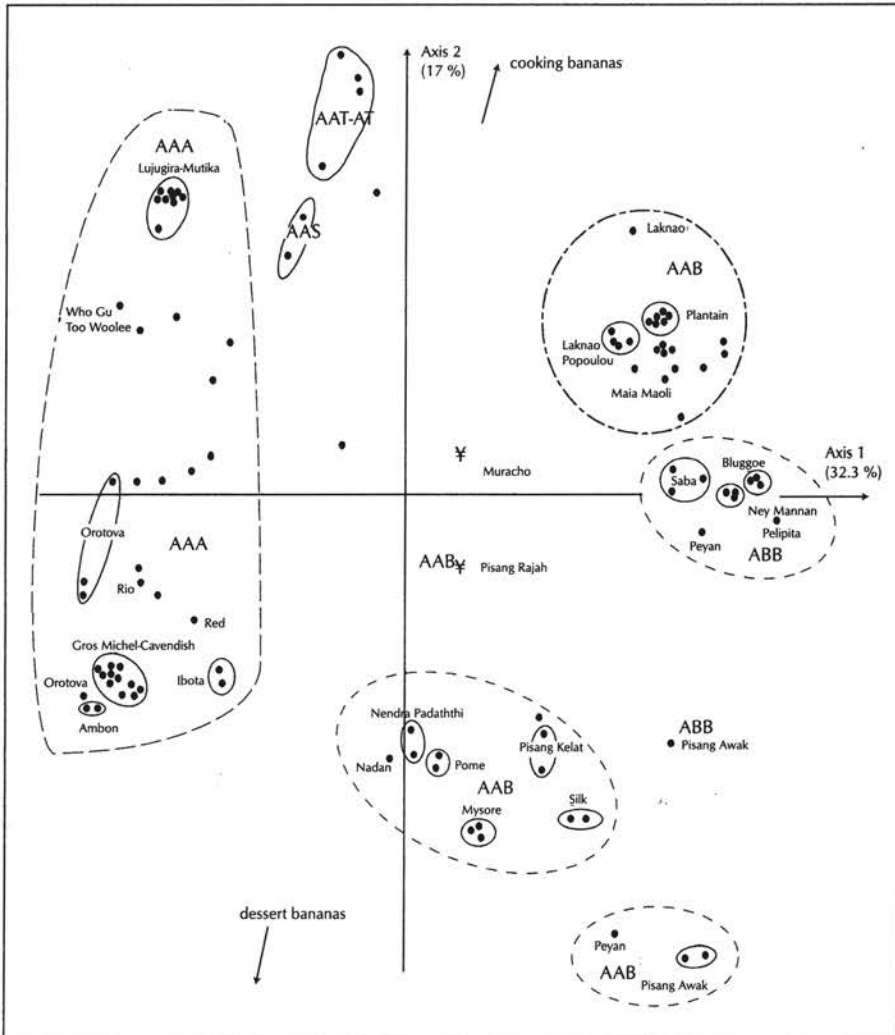 Axis 2
(17 %)
cooking bananas
AAT-AT
AAA
Lujugira-Mutika
AAS
Laknao
AAB
Plantain
Who Gu
Too Woolee
Laknao
Popoulou
Maia Maoli
¥
Muracho
Axis 1
(32.3 %)
Bluggoe
Saba
Ney Mannan
Pelipita
Peyan
ABB
Orotova
AAA
AAB
¥
Pisang Rajah
Rio
Red
Gros Michel-Cavendish
Orotova
Ibota
Ambon
Nendra Padaththi
Pisang Kelat
ABB
Pisang Awak
Nadan
Pome
AAB
Mysore
Silk
dessert bananas
Peyan
AAB
Pisang Awak